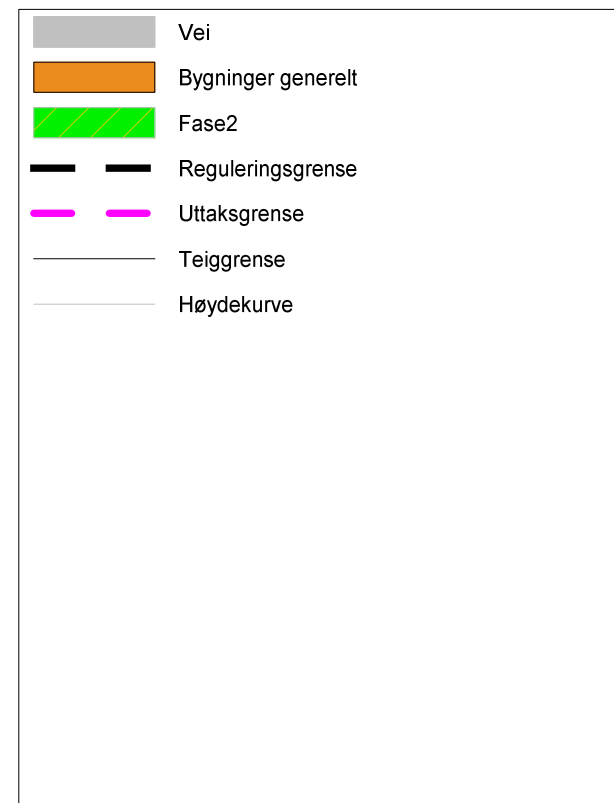 Vei
Bygninger generelt
Fase2
Reguleringsgrense
Uttaksgrense
Teiggrense
Høydekurve